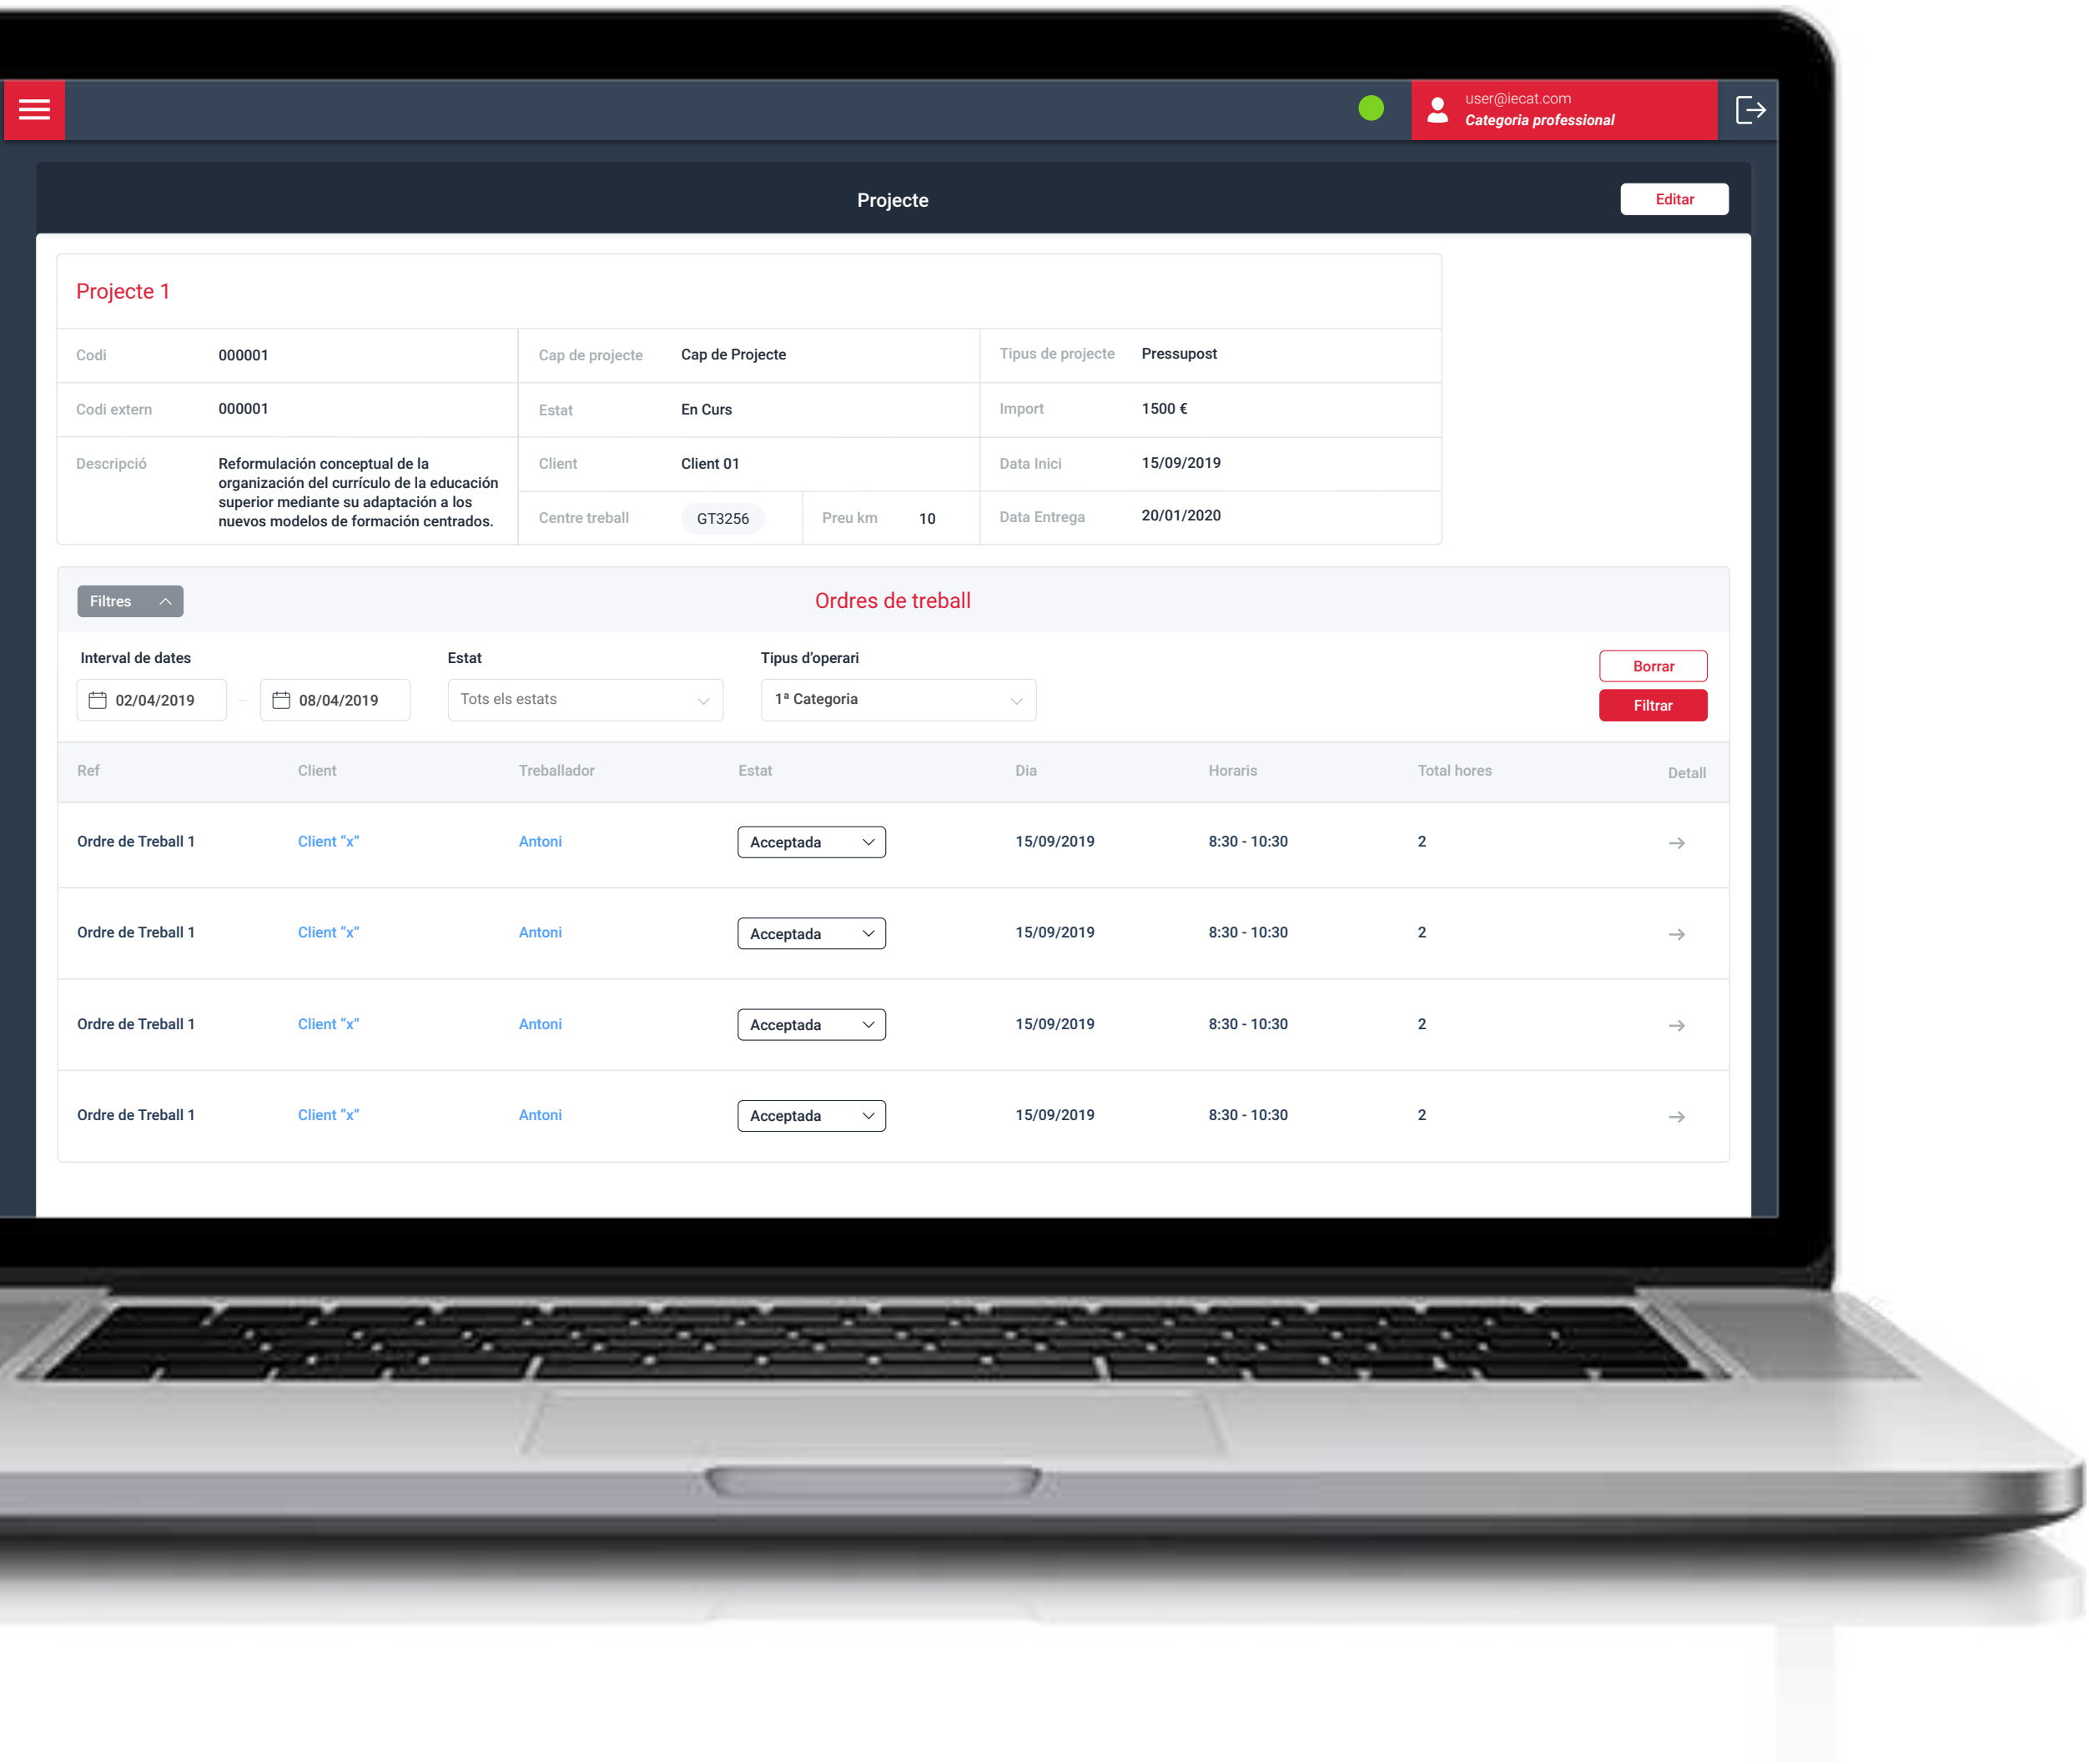 user@iecat.com
Categoria professional
Projecte
Editar
Projecte 1
Codi 000001
Cap de projecte Cap de Projecte
Tipus de projecte Pressupost
Codi extern 000001
Estat En Curs
Import 1500 €
Descripció Reformulación conceptual de la
organización del currículo de la educación
superior mediante su adaptación a los
nuevos modelos de formación centrados.
Client Client 01
Data Inici 15/09/2019
Centre treball GT3256
Preu km 10
Data Entrega 20/01/2020
Filtres
Ordres de treball
Interval de dates
02/04/2019 – 08/04/2019
Estat
Tots els estats
Tipus d’operari
1ª Categoria
Borrar
Filtrar
Ref Client Treballador Estat Dia Horaris Total hores Detall
Ordre de Treball 1 Client “x” Antoni Acceptada 15/09/2019 8:30 - 10:30 2
Ordre de Treball 1 Client “x” Antoni Acceptada 15/09/2019 8:30 - 10:30 2
Ordre de Treball 1 Client “x” Antoni Acceptada 15/09/2019 8:30 - 10:30 2
Ordre de Treball 1 Client “x” Antoni Acceptada 15/09/2019 8:30 - 10:30 2